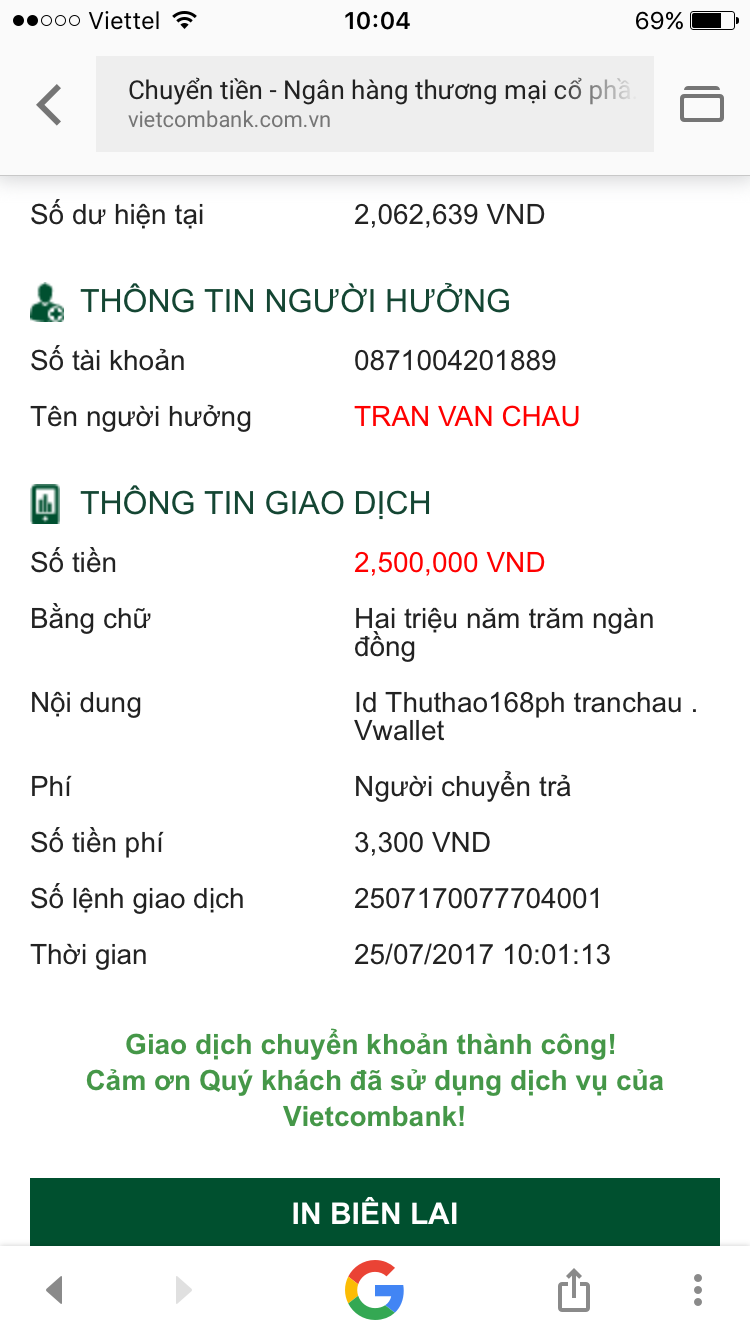 Viettel 10:04 69%
Chuyển tiền - Ngân hàng thương mại cổ phầ
vietcombank.com.vn
Số dư hiện tại 2,062,639 VND
THÔNG TIN NGƯỜI HƯỞNG
Số tài khoản 0871004201889
Tên người hưởng TRAN VAN CHAU
THÔNG TIN GIAO DỊCH
Số tiền 2,500,000 VND
Bằng chữ Hai triệu năm trăm ngàn
đồng
Nội dung Id Thuthao168ph tranchau .
Vwallet
Phí Người chuyển trả
Số tiền phí 3,300 VND
Số lệnh giao dịch 2507170077704001
Thời gian 25/07/2017 10:01:13
Giao dịch chuyển khoản thành công!
Cảm ơn Quý khách đã sử dụng dịch vụ của
Vietcombank!
IN BIÊN LAI